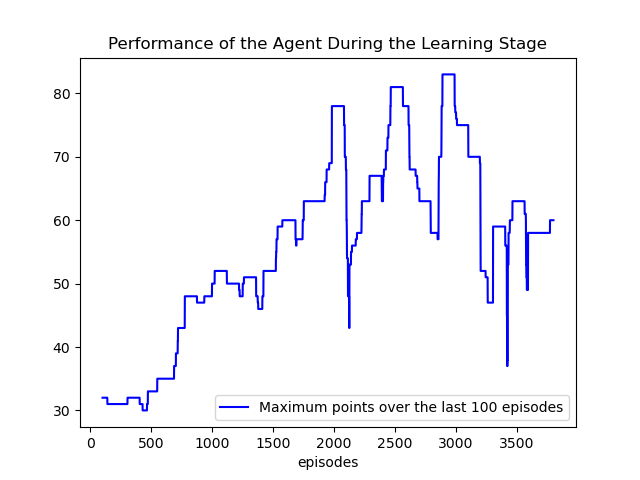 Performance of the Agent During the Learning Stage
80
70
60
50
40
30
Maximum points over the last 100 episodes
0 500 1000 1500 2000 2500 3000 3500
episodes